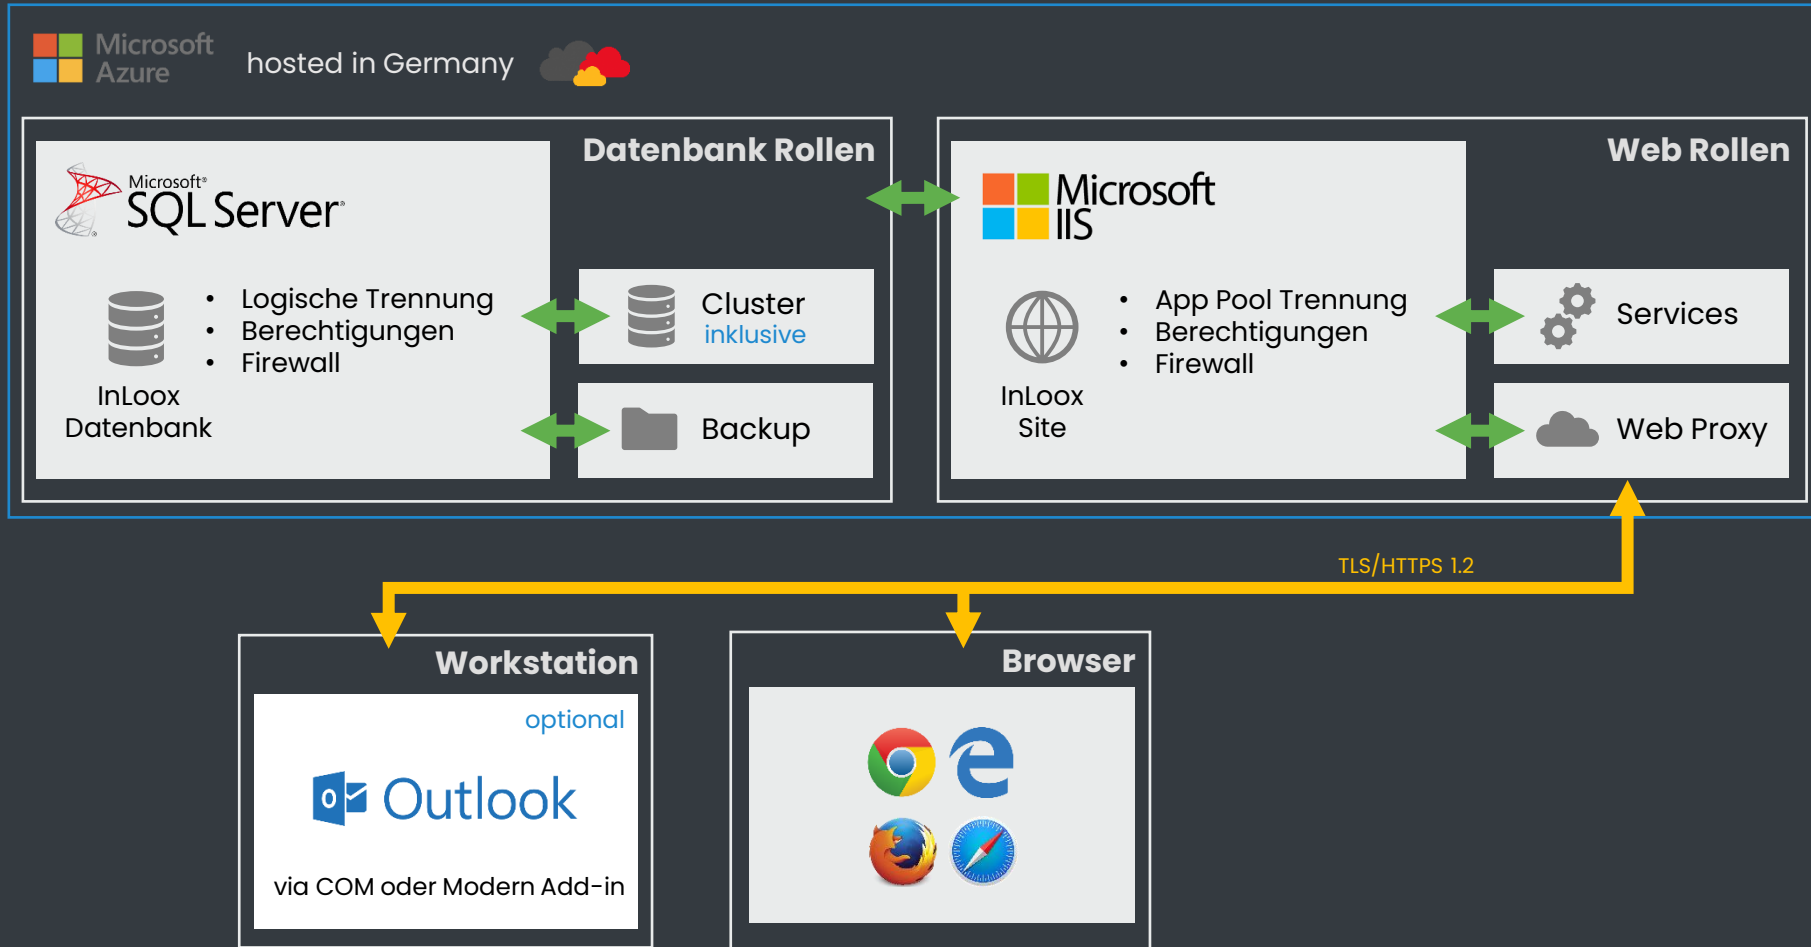 Microsoft
Azure
hosted in Germany
Datenbank Rollen
Microsoft®
SQL Server®
• Logische Trennung
• Berechtigungen
• Firewall
InLoox
Datenbank
Cluster
inklusive
Backup
Web Rollen
Microsoft
IIS
• App Pool Trennung
• Berechtigungen
• Firewall
InLoox
Site
Services
Web Proxy
TLS/HTTPS 1.2
Workstation
optional
Outlook
via COM oder Modern Add-in
Browser